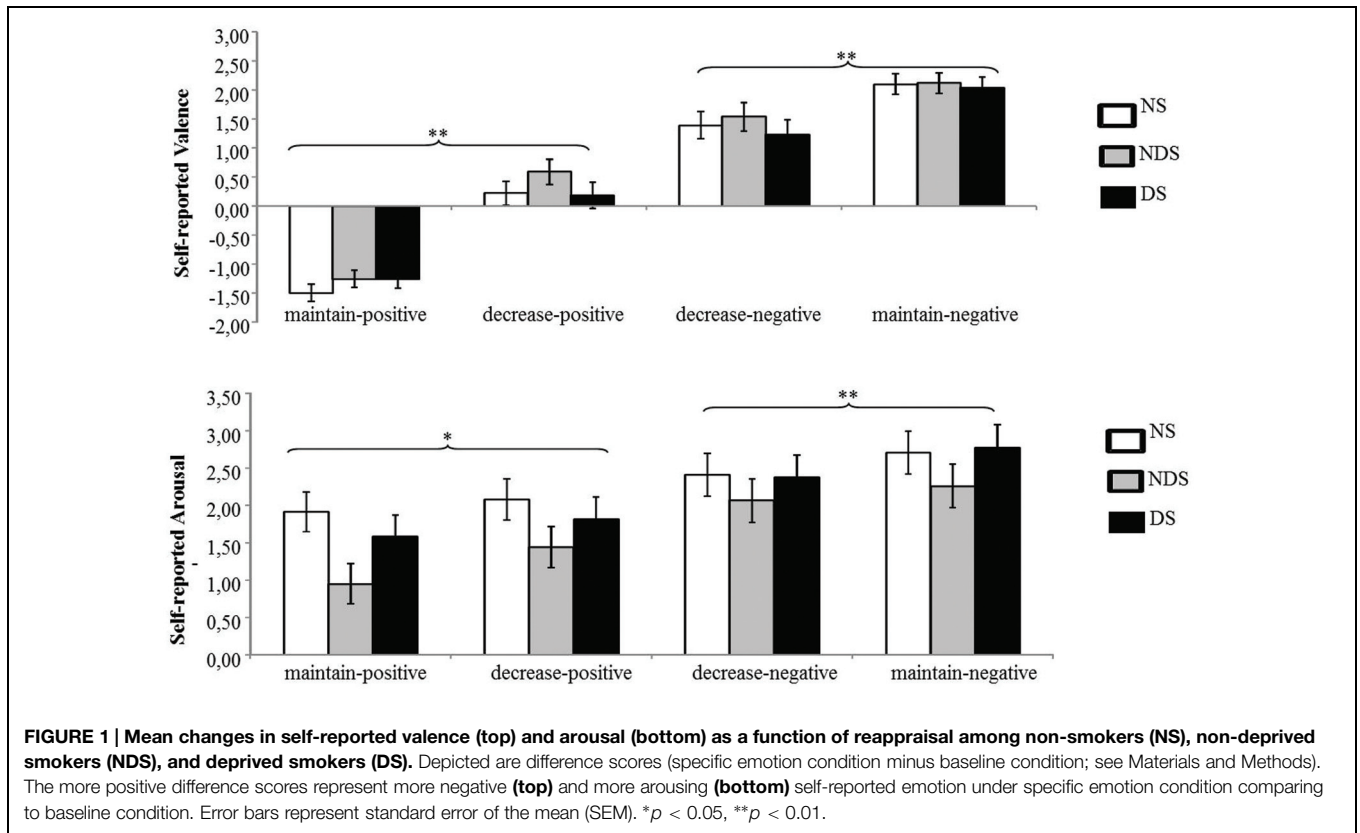 3,00
2,50
2,00
1,50
1,00
0,50
0,00
-0,50
-1,00
-1,50
-2,00
Self-reported Valence
**
**
maintain-positive decrease-positive decrease-negative maintain-negative
NS
NDS
DS
3,50
3,00
2,50
2,00
1,50
1,00
0,50
0,00
Self-reported Arousal
*
**
maintain-positive decrease-positive decrease-negative maintain-negative
NS
NDS
DS
FIGURE 1 | Mean changes in self-reported valence (top) and arousal (bottom) as a function of reappraisal among non-smokers (NS), non-deprived
smokers (NDS), and deprived smokers (DS). Depicted are difference scores (specific emotion condition minus baseline condition; see Materials and Methods).
The more positive difference scores represent more negative (top) and more arousing (bottom) self-reported emotion under specific emotion condition comparing
to baseline condition. Error bars represent standard error of the mean (SEM). *p < 0.05, **p < 0.01.